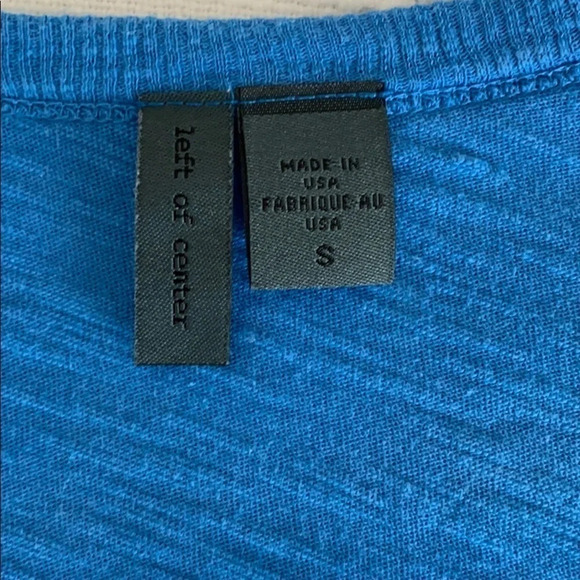 left of center
MADE-IN
USA
FABRIQUE-AU
USA
S